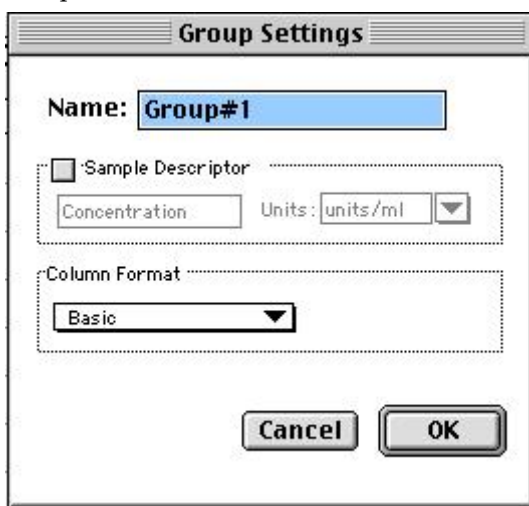 Group Settings
Name: Group#1
Sample Descriptor
Concentration Units: units/ml
Column Format
Basic
Cancel OK